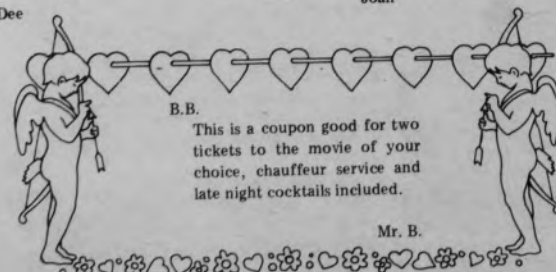 Dee
Joan
B.B.
This is a coupon good for two
tickets to the movie of your
choice, chauffeur service and
late night cocktails included.
Mr. B.